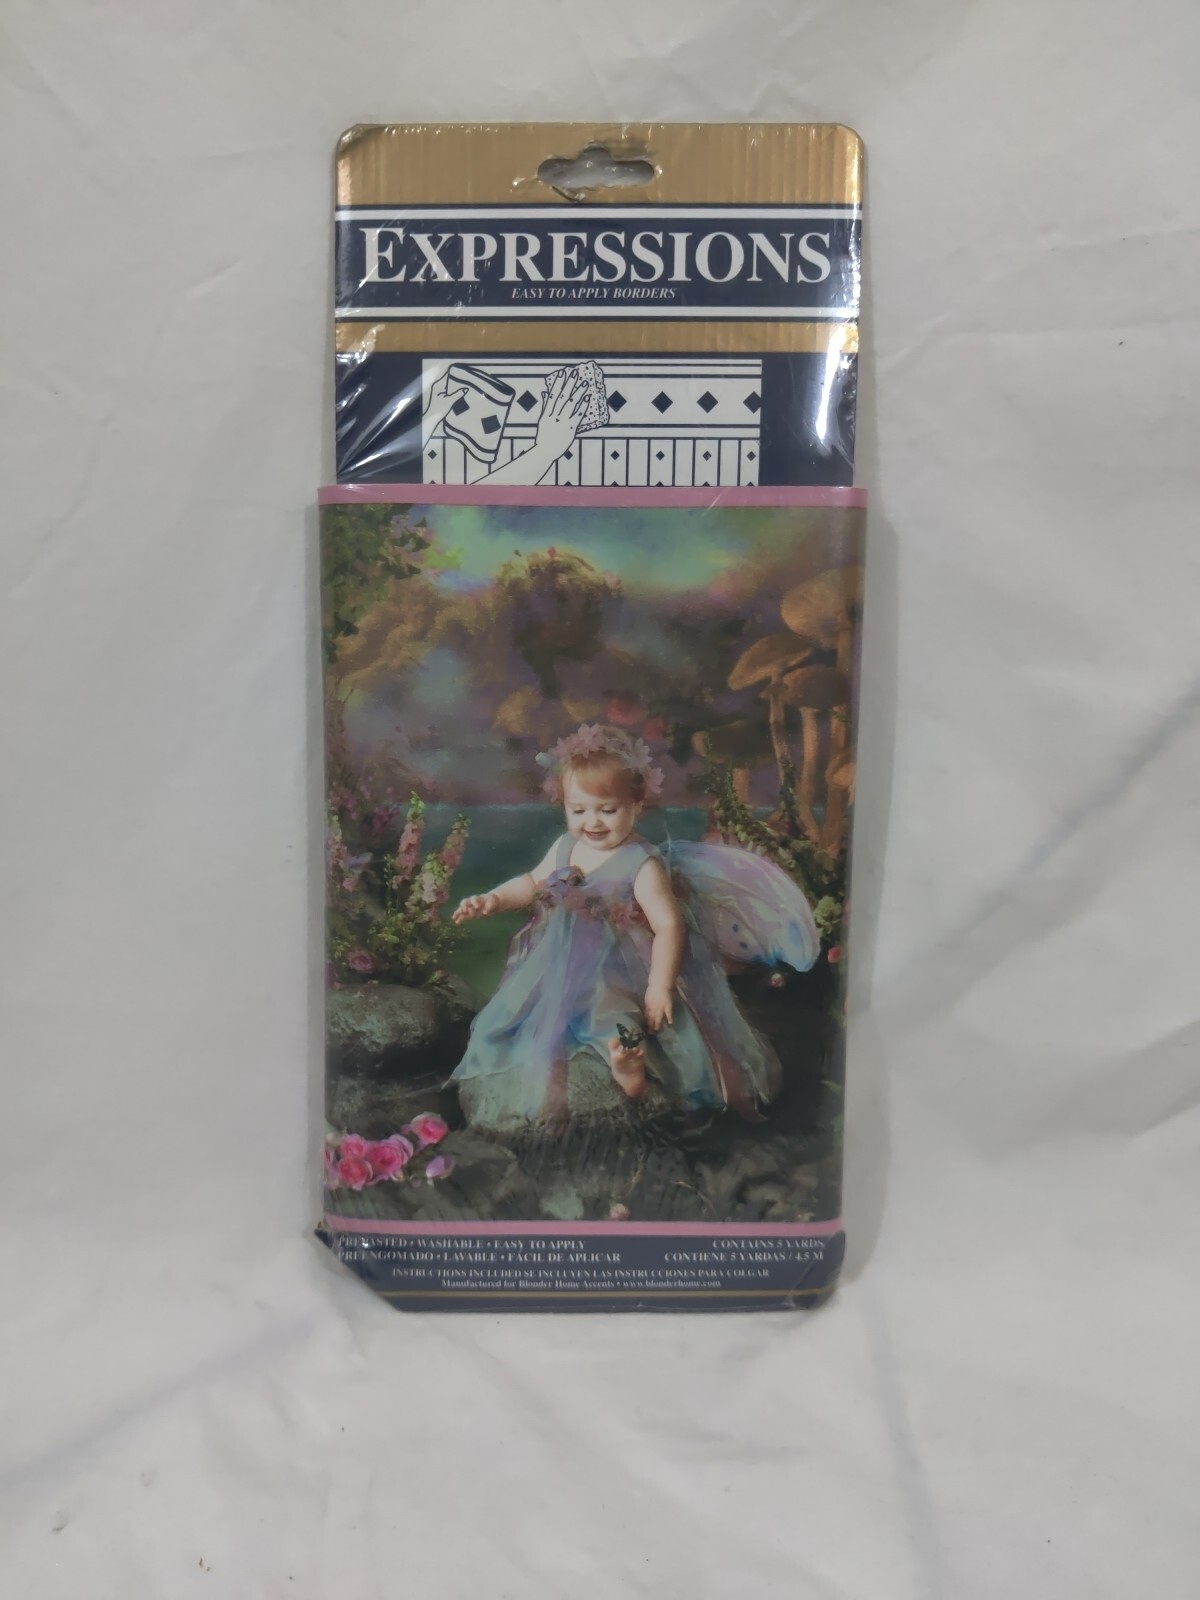 EXPRESSIONS
EASY TO APPLY BORDERS
PREPASTED • WASHABLE • EASY TO APPLY
CONTAINS 5 YARDS
PREENGOMADO • LAVABLE • FÁCIL DE APLICAR
CONTIENE 5 YARDAS / 4.5 M
INSTRUCTIONS INCLUDED SE INCLUYEN LAS INSTRUCCIONES PARA COLGAR
Manufactured for Blonder Home Accents • www.blonderhome.com